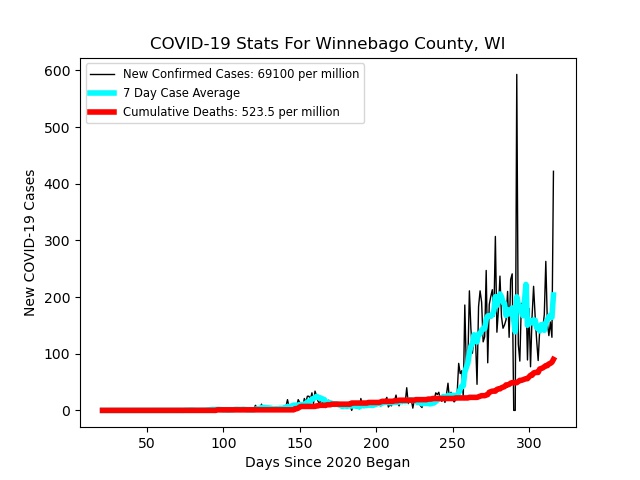 COVID-19 Stats For Winnebago County, WI
New Confirmed Cases: 69100 per million
7 Day Case Average
Cumulative Deaths: 523.5 per million
New COVID-19 Cases
600
500
400
300
200
100
0
50 100 150 200 250 300
Days Since 2020 Began